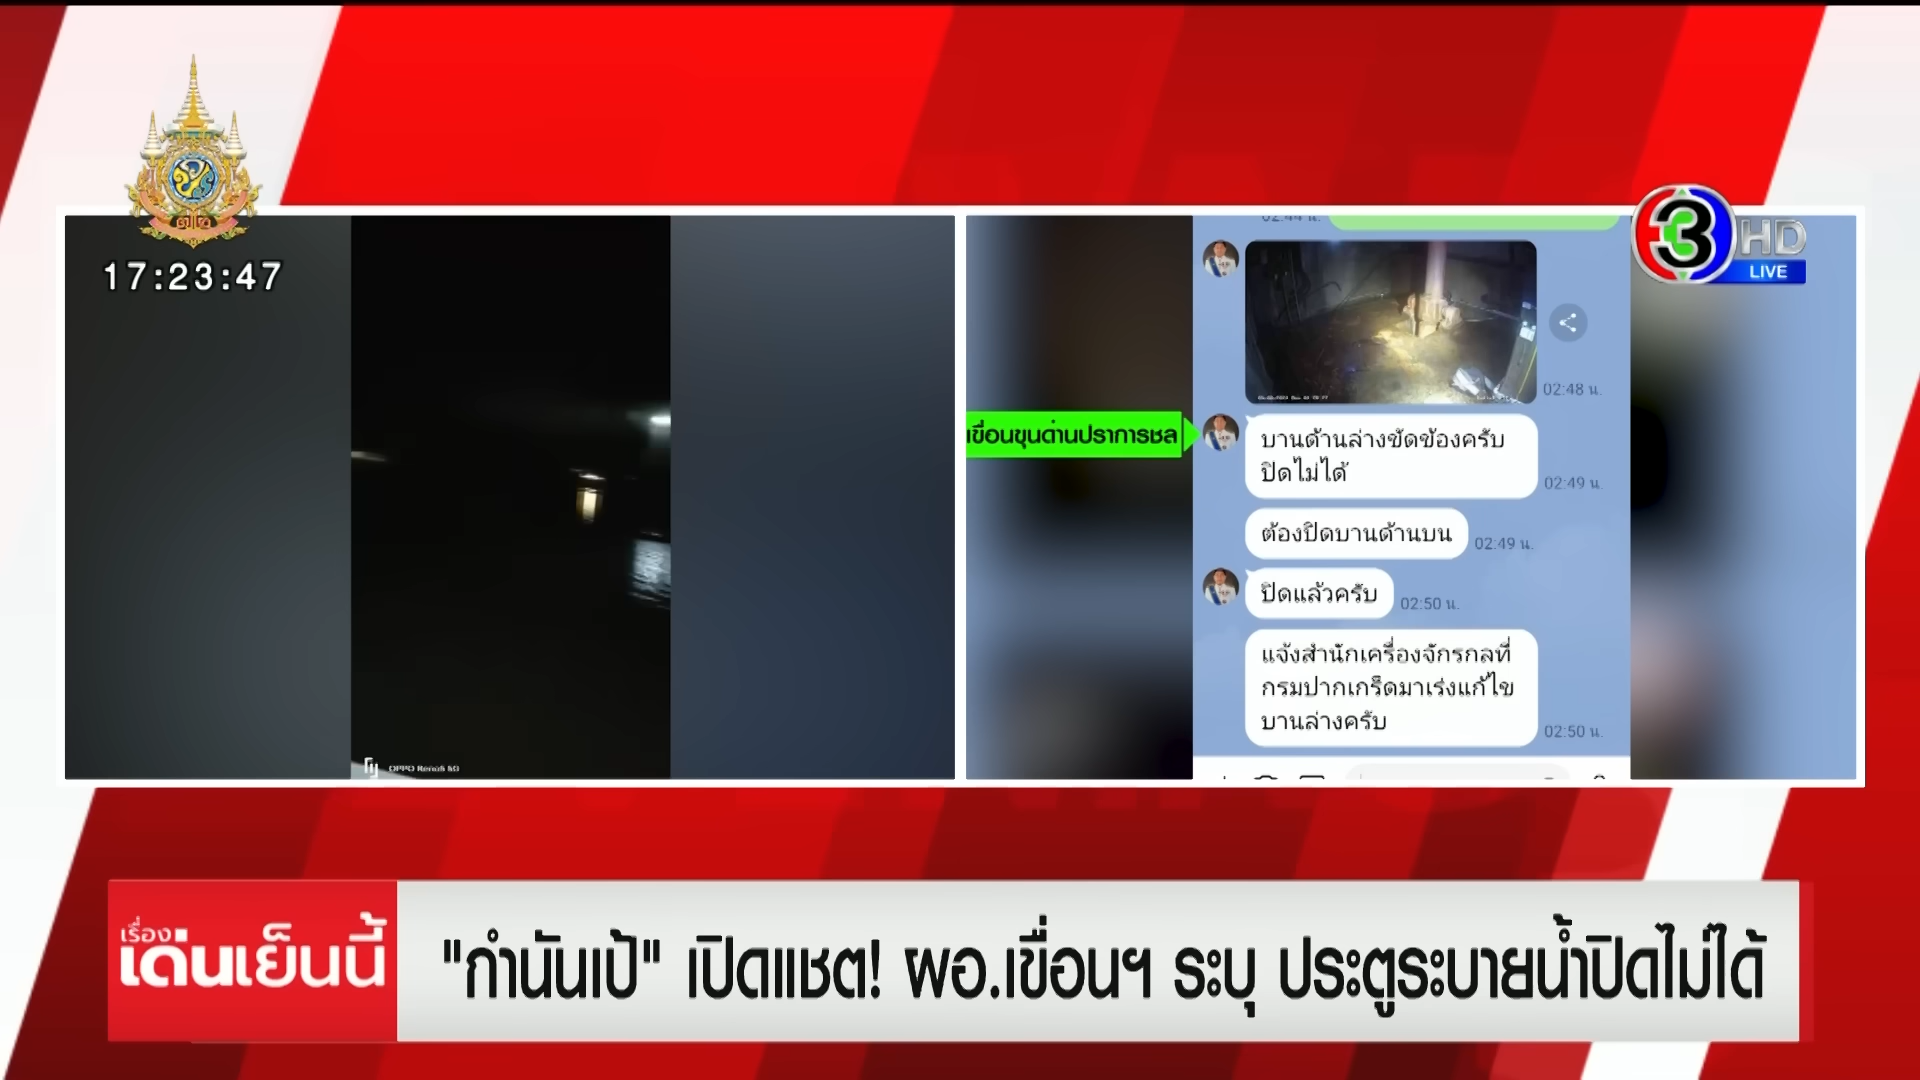 17:23:47
3 HD
LIVE
02:44 น.
02:48 น.
เขื่อนขุนด่านปราการชล
บานด้านล่างขัดข้องครับ
ปิดไม่ได้
02:49 น.
ต้องปิดบานด้านบน
02:49 น.
ปิดแล้วครับ
02:50 น.
แจ้งสำนักเครื่องจักรกลที่
กรมปากเกร็ดมาเร่งแก้ไข
บานล่างครับ
02:50 น.
OPPO Reno8 5G
เรื่อง
เด่นเย็นนี้
"กำนันเป้" เปิดแชต! ผอ.เขื่อนฯ ระบุ ประตูระบายน้ำปิดไม่ได้